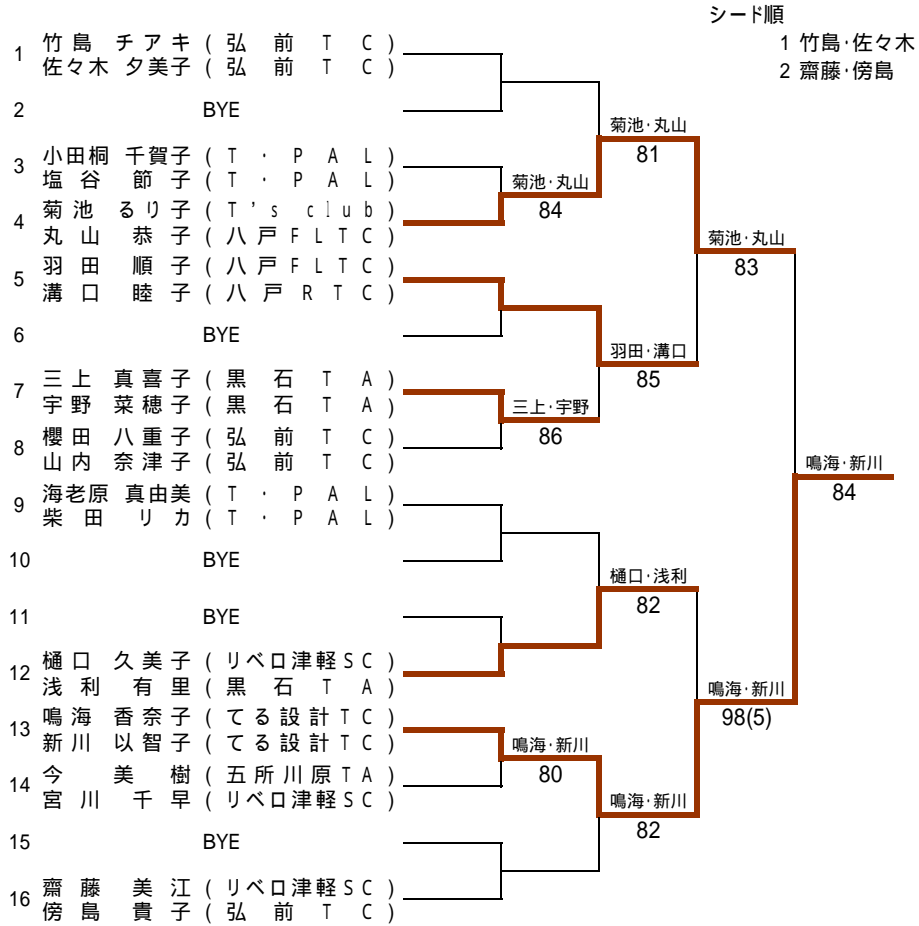 シード順
1 竹島・佐々木
2 齋藤・傍島
1 竹島 チアキ (弘前TC)
佐々木 夕美子 (弘前TC)
2 BYE
3 小田桐 千賀子 (T・PAL)
塩谷 節子 (T・PAL)
4 菊池 るり子 (T's club)
丸山 恭子 (八戸FLTC)
5 羽田 順子 (八戸FLTC)
溝口 睦子 (八戸RTC)
6 BYE
7 三上 真喜子 (黒石TA)
宇野 菜穂子 (黒石TA)
8 櫻田 八重子 (弘前TC)
山内 奈津子 (弘前TC)
9 海老原 真由美 (T・PAL)
柴田 リカ (T・PAL)
10 BYE
11 BYE
12 樋口 久美子 (リベロ津軽SC)
浅利 有里 (黒石TA)
13 鳴海 香奈子 (てる設計TC)
新川 以智子 (てる設計TC)
14 今 美樹 (五所川原TA)
宮川 千早 (リベロ津軽SC)
15 BYE
16 齋藤 美江 (リベロ津軽SC)
傍島 貴子 (弘前TC)
菊池・丸山
84
三上・宇野
86
鳴海・新川
80
菊池・丸山
81
羽田・溝口
85
樋口・浅利
82
鳴海・新川
82
菊池・丸山
83
鳴海・新川
98(5)
鳴海・新川
84